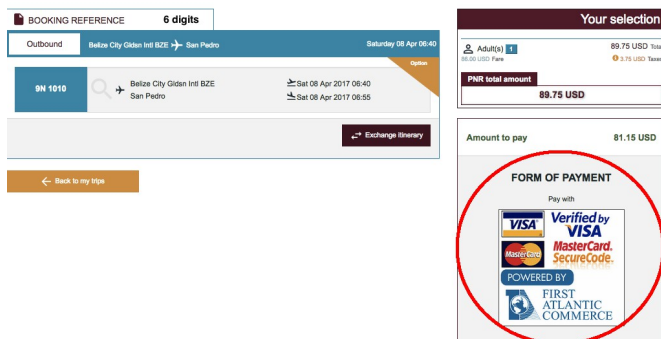 BOOKING REFERENCE 6 digits
Outbound Belize City Gldsn Intl BZE San Pedro Saturday 08 Apr 06:40
Option
9N 1010
Belize City Gldsn Intl BZE
San Pedro
Sat 08 Apr 2017 06:40
Sat 08 Apr 2017 06:55
Exchange itinerary
Back to my trips
Your selection
Adult(s) 1 89.75 USD Tota
86.00 USD Fare 3.75 USD Taxes
PNR total amount
89.75 USD
Amount to pay 81.15 USD
FORM OF PAYMENT
Pay with
VISA Verified by
VISA
MasterCard MasterCard.
SecureCode.
POWERED BY
FIRST
ATLANTIC
COMMERCE